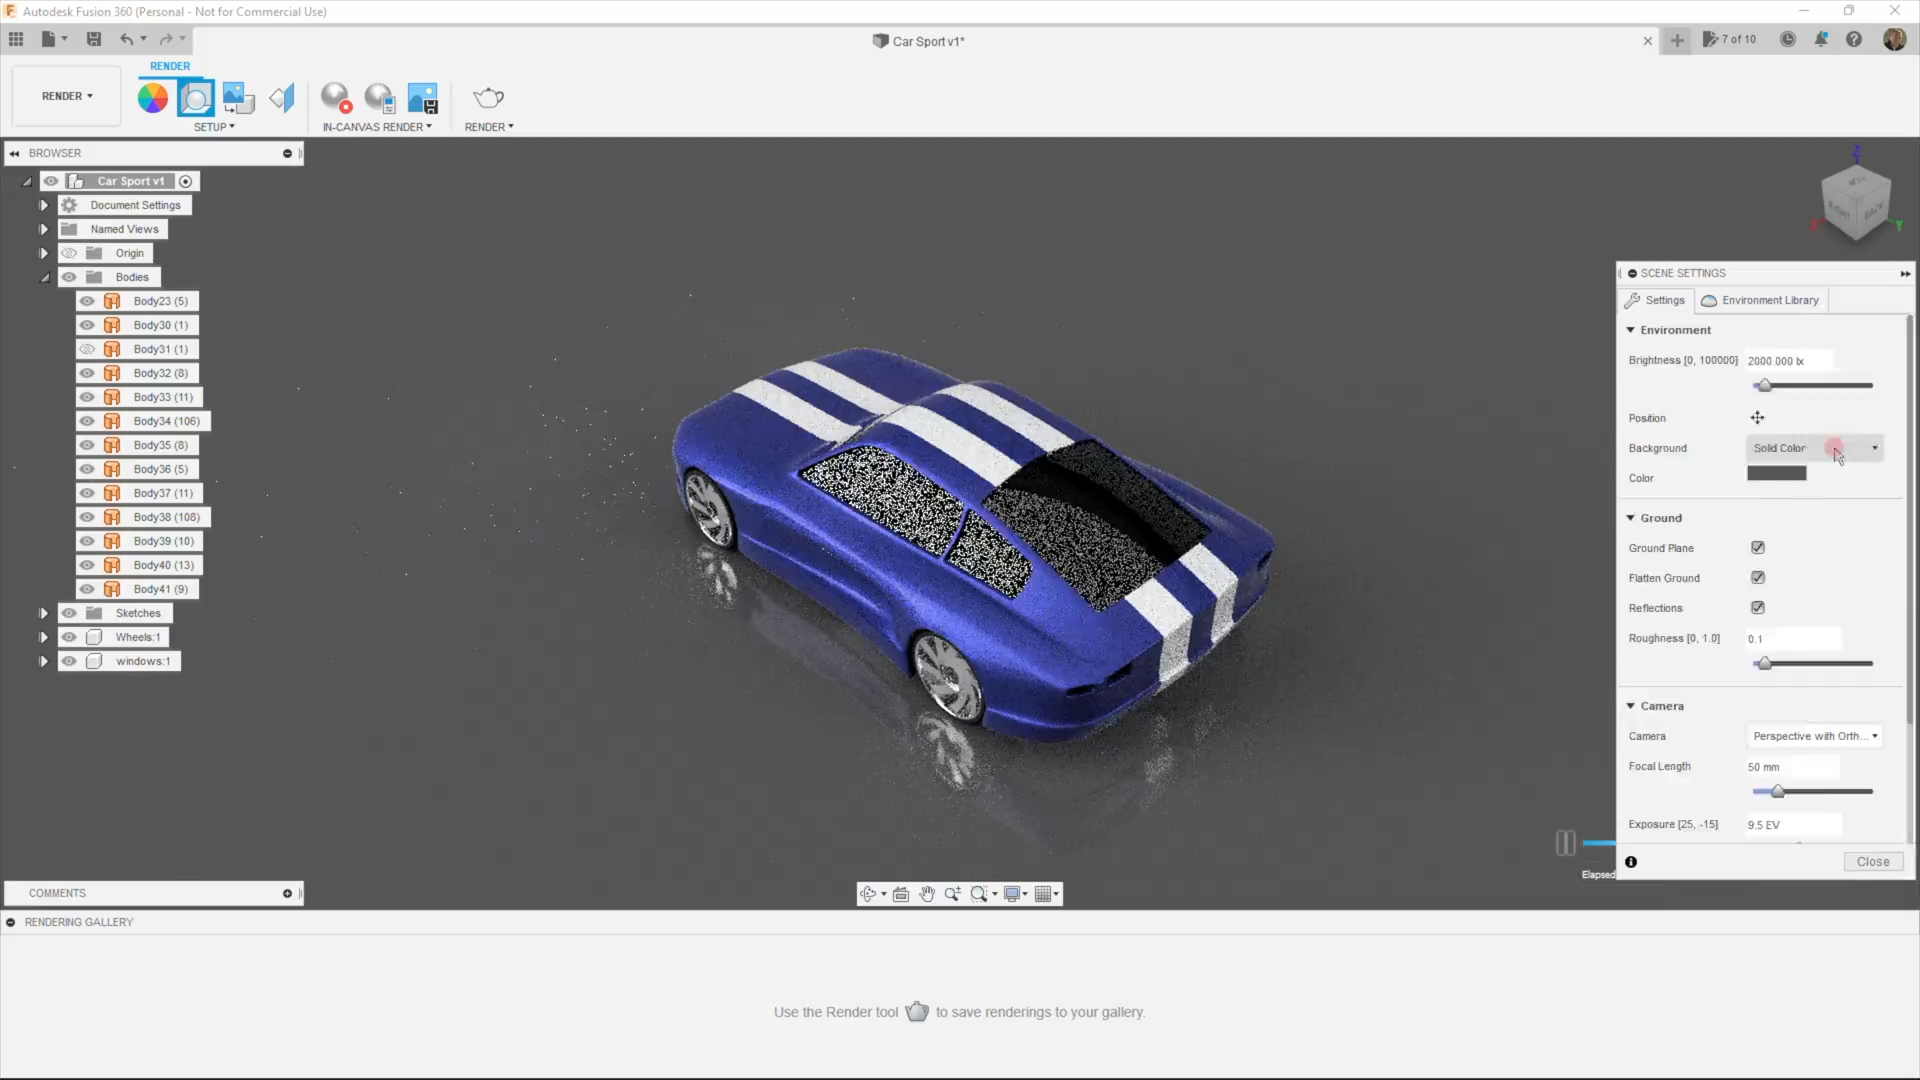 Autodesk Fusion 360 (Personal - Not for Commercial Use)
Car Sport v1*
7 of 10
RENDER
RENDER
SETUP
IN-CANVAS RENDER
RENDER
BROWSER
Car Sport v1
Document Settings
Named Views
Origin
Bodies
Body23 (5)
Body30 (1)
Body31 (1)
Body32 (8)
Body33 (11)
Body34 (106)
Body35 (8)
Body36 (5)
Body37 (11)
Body38 (108)
Body39 (10)
Body40 (13)
Body41 (9)
Sketches
Wheels:1
windows:1
Z
RIGHT
BACK
Y
SCENE SETTINGS
Settings
Environment Library
Environment
Brightness [0, 100000]
2000.000 lx
Position
Background
Solid Color
Color
Ground
Ground Plane
Flatten Ground
Reflections
Roughness [0, 1.0]
0.1
Camera
Camera
Perspective with Orth...
Focal Length
50 mm
Exposure [25, -15]
9.5 EV
Close
Elapsed
COMMENTS
RENDERING GALLERY
Use the Render tool to save renderings to your gallery.